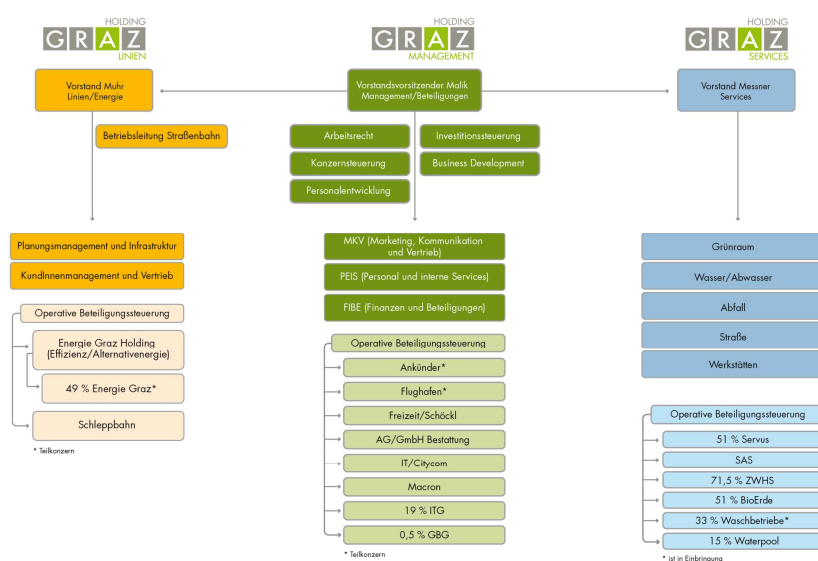 HOLDING
GRAZ
LINIEN
Vorstand Muhr
Linien/Energie
Betriebsleitung Straßenbahn
Planungsmanagement und Infrastruktur
KundInnenmanagement und Vertrieb
Operative Beteiligungssteuerung
Energie Graz Holding
(Effizienz/Alternativenergie)
49 % Energie Graz*
Schleppbahn
* Teilkonzern
HOLDING
GRAZ
MANAGEMENT
Vorstandsvorsitzender Malik
Management/Beteiligungen
Arbeitsrecht
Investitionssteuerung
Konzernsteuerung
Business Development
Personalentwicklung
MKV (Marketing, Kommunikation
und Vertrieb)
PEIS (Personal und interne Services)
FIBE (Finanzen und Beteiligungen)
Operative Beteiligungssteuerung
Ankünder*
Flughafen*
Freizeit/Schöckl
AG/GmbH Bestattung
IT/Citycom
Macron
19 % ITG
0,5 % GBG
* Teilkonzern
HOLDING
GRAZ
SERVICES
Vorstand Messner
Services
Grünraum
Wasser/Abwasser
Abfall
Straße
Werkstätten
Operative Beteiligungssteuerung
51 % Servus
SAS
71,5 % ZWHS
51 % BioErde
33 % Waschbetriebe*
15 % Waterpool
* ist in Einbringung